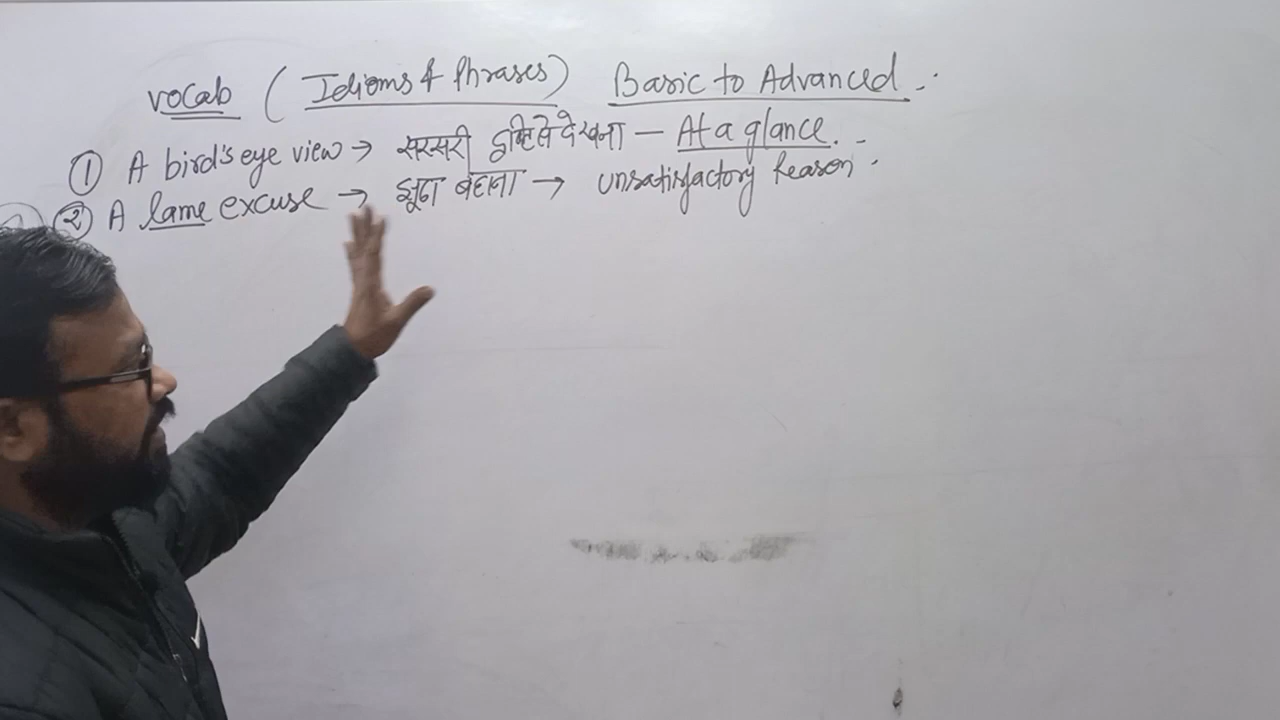 vocab ( Idioms & Phrases) Basic to Advanced .
① A bird's eye view → सरसरी दृष्टि से देखना — At a glance.
② A lame excuse → झूठा बहाना → unsatisfactory Reason